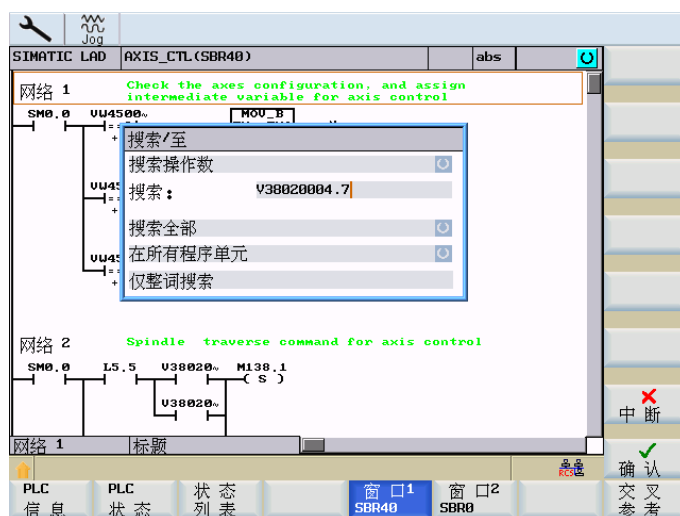 Jog
SIMATIC LAD AXIS_CTL(SBR40) abs
网络 1 Check the axes configuration, and assign
intermediate variable for axis control
SM0.0 VW4500~ MOV_B
搜索/至
搜索操作数
搜索： V38020004.7
搜索全部
在所有程序单元
仅整词搜索
网络 2 Spindle traverse command for axis control
SM0.0 L5.5 V38020~ M138.1
( S )
V38020~
中断
网络 1 标题
RCS
确认
PLC PLC 状态 窗口1 窗口2 交叉
信息 状态 列表 SBR40 SBR0 参考